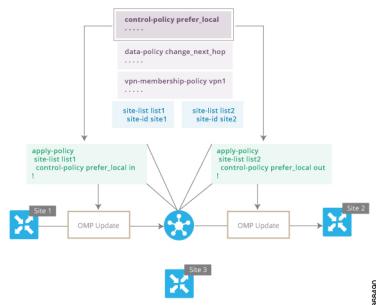 control-policy prefer_local
. . . . .
data-policy change_next_hop
. . . . .
vpn-membership-policy vpn1
. . . . .
site-list list1
site-id site1
site-list list2
site-id site2
apply-policy
site-list list1
control-policy prefer_local in
!
apply-policy
site-list list2
control-policy prefer_local out
!
Site 1
OMP Update
OMP Update
Site 2
Site 3
368490